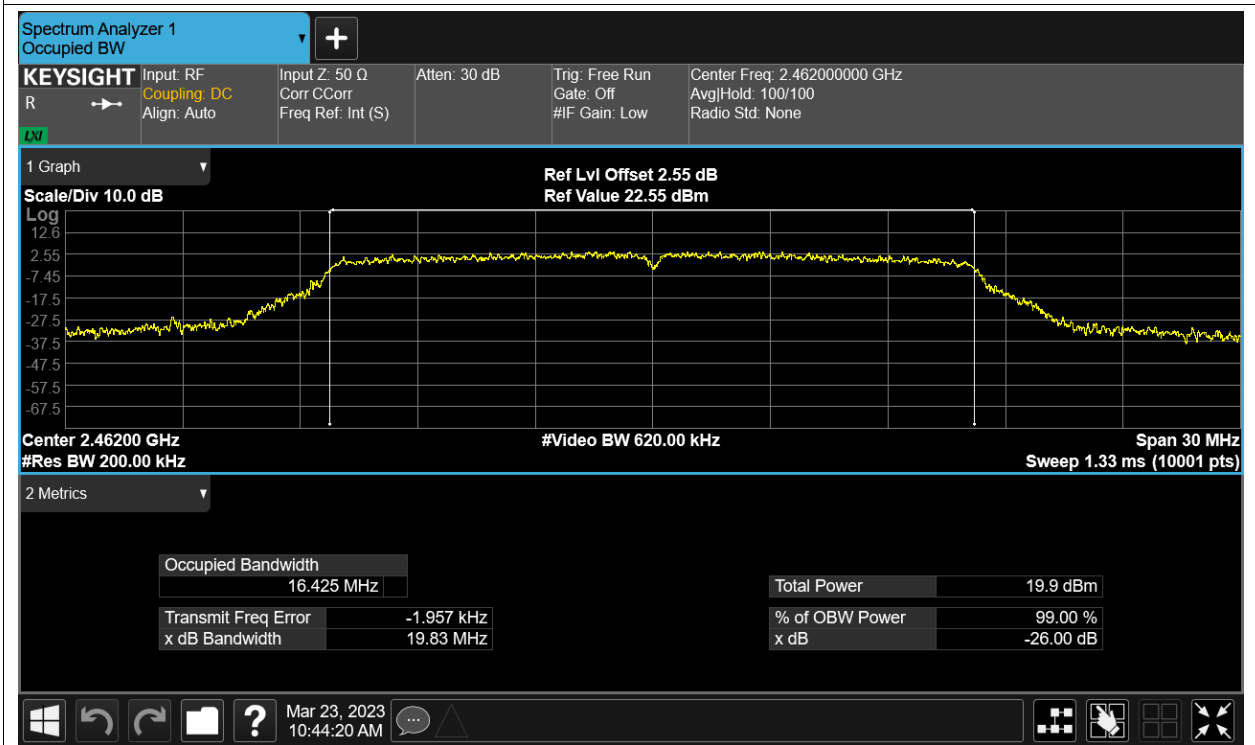 Spectrum Analyzer 1
Occupied BW
KEYSIGHT
R
LXI
Input: RF
Coupling: DC
Align: Auto
Input Z: 50 Ω
Corr CCorr
Freq Ref: Int (S)
Atten: 30 dB
Trig: Free Run
Gate: Off
#IF Gain: Low
Center Freq: 2.462000000 GHz
Avg|Hold: 100/100
Radio Std: None
1 Graph
Scale/Div 10.0 dB
Ref Lvl Offset 2.55 dB
Ref Value 22.55 dBm
Log
12.6
2.55
-7.45
-17.5
-27.5
-37.5
-47.5
-57.5
-67.5
Center 2.46200 GHz
#Video BW 620.00 kHz
Span 30 MHz
#Res BW 200.00 kHz
Sweep 1.33 ms (10001 pts)
2 Metrics
Occupied Bandwidth
16.425 MHz
Total Power 19.9 dBm
Transmit Freq Error -1.957 kHz
% of OBW Power 99.00 %
x dB Bandwidth 19.83 MHz
x dB -26.00 dB
?
Mar 23, 2023
10:44:20 AM